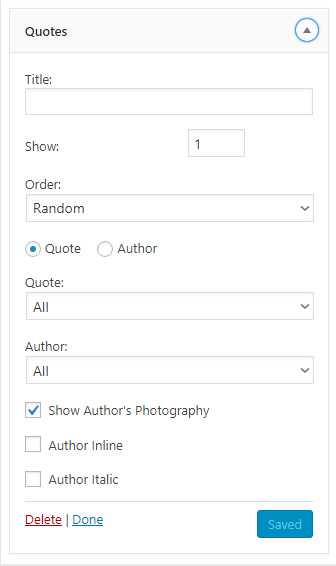 Quotes
Title:
Show: 1
Order:
Random
Quote Author
Quote:
All
Author:
All
Show Author's Photography
Author Inline
Author Italic
Delete | Done Saved